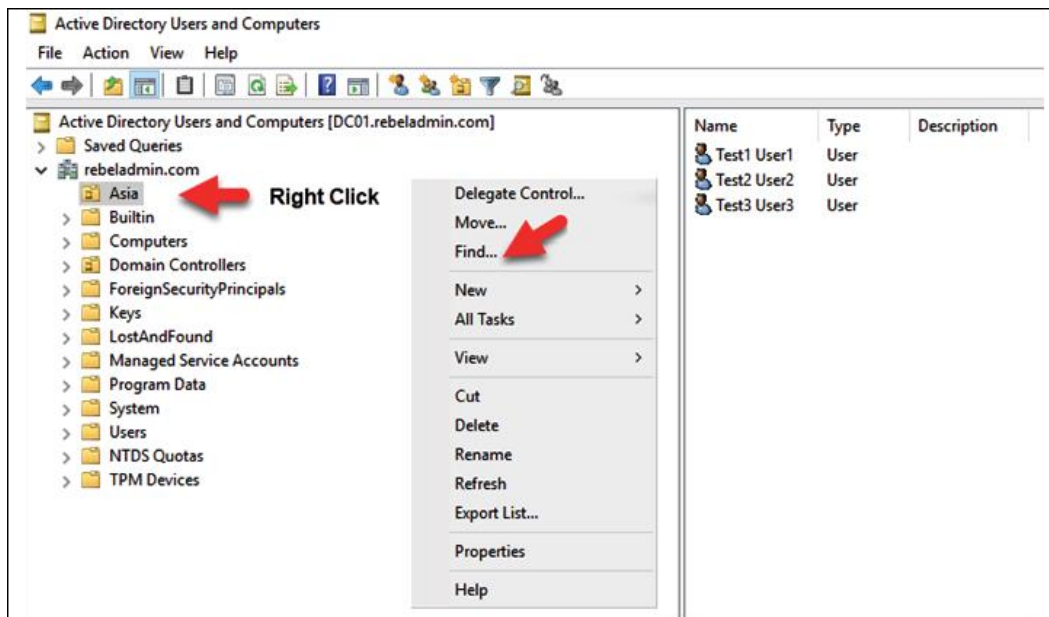 Active Directory Users and Computers
File Action View Help
Active Directory Users and Computers [DC01.rebeladmin.com]
Saved Queries
rebeladmin.com
Asia
Builtin
Computers
Domain Controllers
ForeignSecurityPrincipals
Keys
LostAndFound
Managed Service Accounts
Program Data
System
Users
NTDS Quotas
TPM Devices
Right Click
Delegate Control...
Move...
Find...
New
All Tasks
View
Cut
Delete
Rename
Refresh
Export List...
Properties
Help
Name Type Description
Test1 User1 User
Test2 User2 User
Test3 User3 User